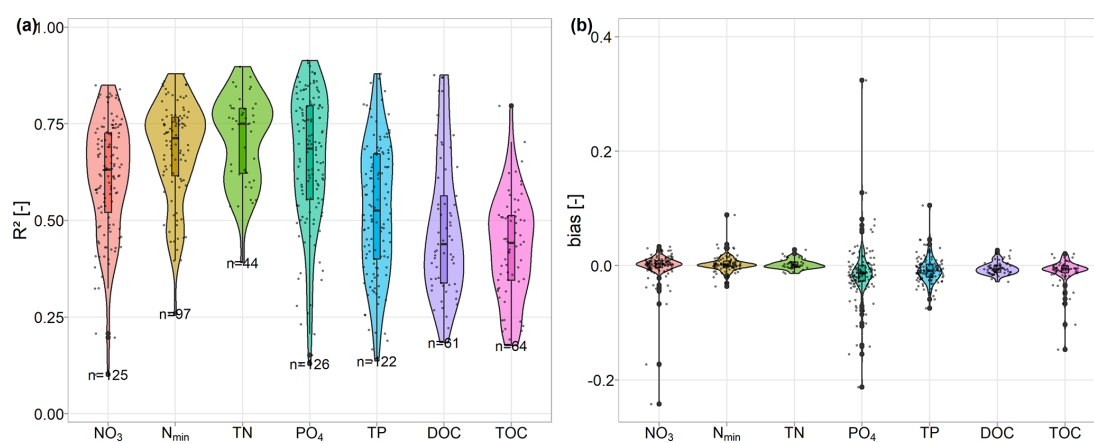 (a)
R² [-]
1.00
0.75
0.50
0.25
0.00
n=125
n=97
n=44
n=126
n=122
n=61
n=64
NO₃
Nₘᵢₙ
TN
PO₄
TP
DOC
TOC
(b)
bias [-]
0.4
0.2
0.0
-0.2
NO₃
Nₘᵢₙ
TN
PO₄
TP
DOC
TOC